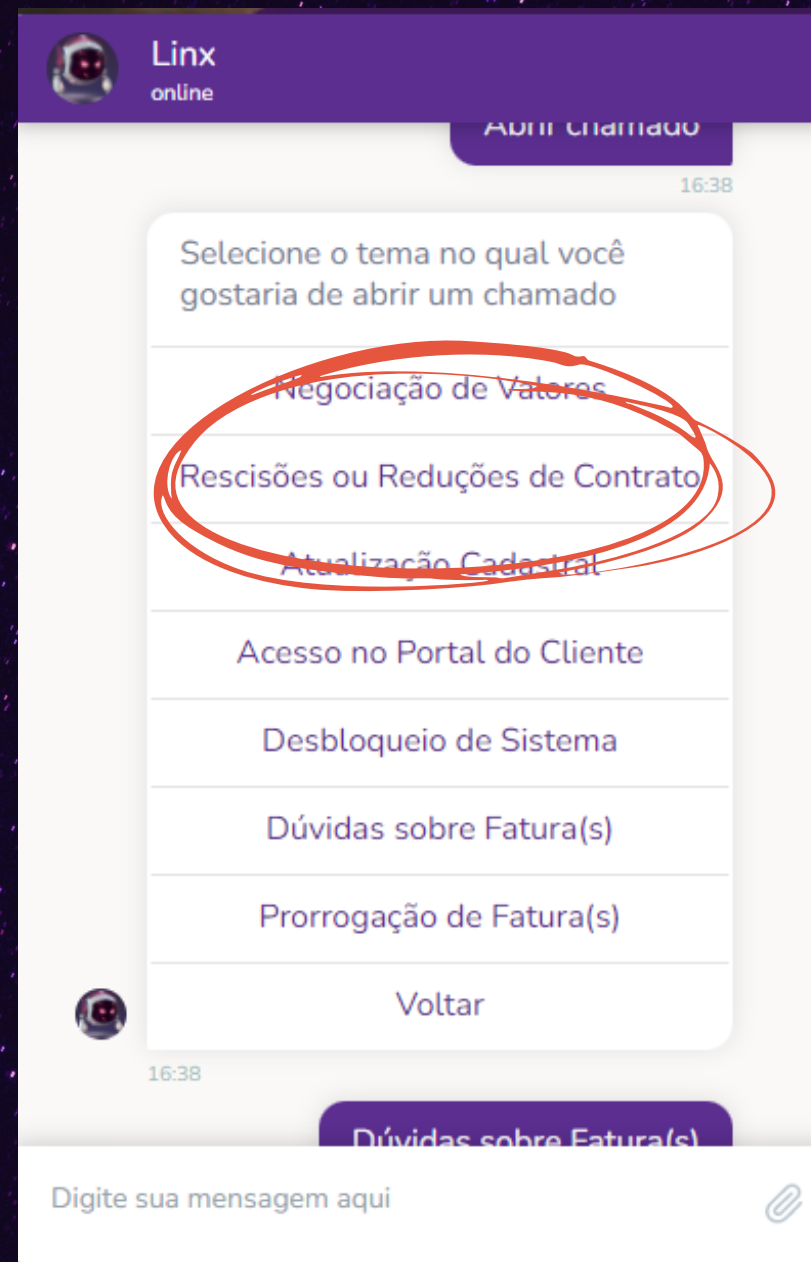 Linx
online
Abrir chamado
16:38
Selecione o tema no qual você
gostaria de abrir um chamado
Negociação de Valores
Rescisões ou Reduções de Contrato
Atualização Cadastral
Acesso no Portal do Cliente
Desbloqueio de Sistema
Dúvidas sobre Fatura(s)
Prorrogação de Fatura(s)
Voltar
16:38
Dúvidas sobre Fatura(s)
Digite sua mensagem aqui